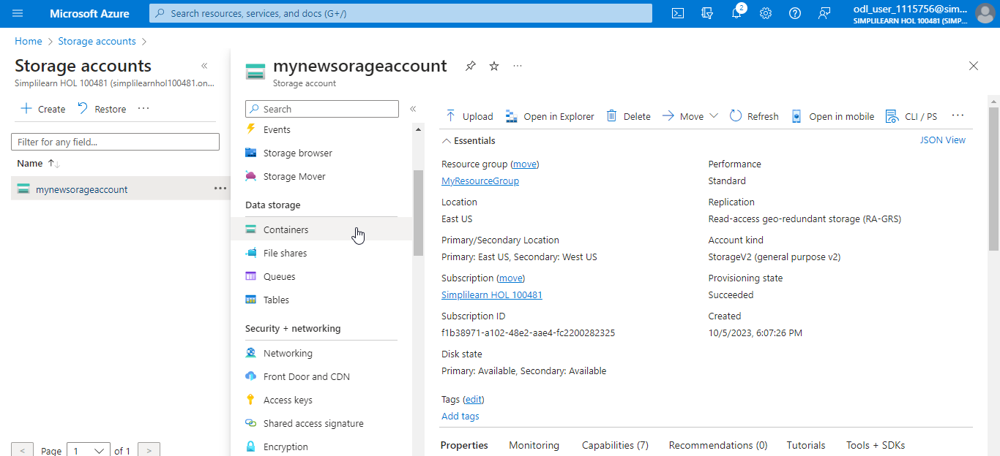 Microsoft Azure
Search resources, services, and docs (G+/)
2
odl_user_1115756@sim...
SIMPLILEARN HOL 100481 (SIMP...
Home > Storage accounts >
Storage accounts
Simplilearn HOL 100481 (simplilearnhol100481.on...
Create
Restore
...
Filter for any field...
Name
mynewsorageaccount
...
< Page 1 of 1 >
mynewsorageaccount
...
Storage account
Search
Events
Storage browser
Storage Mover
Data storage
Containers
File shares
Queues
Tables
Security + networking
Networking
Front Door and CDN
Access keys
Shared access signature
Encryption
Upload
Open in Explorer
Delete
Move
Refresh
Open in mobile
CLI / PS
...
Essentials
JSON View
Resource group (move)
MyResourceGroup
Location
East US
Primary/Secondary Location
Primary: East US, Secondary: West US
Subscription (move)
Simplilearn HOL 100481
Subscription ID
f1b38971-a102-48e2-aae4-fc2200282325
Disk state
Primary: Available, Secondary: Available
Tags (edit)
Add tags
Performance
Standard
Replication
Read-access geo-redundant storage (RA-GRS)
Account kind
StorageV2 (general purpose v2)
Provisioning state
Succeeded
Created
10/5/2023, 6:07:26 PM
Properties
Monitoring
Capabilities (7)
Recommendations (0)
Tutorials
Tools + SDKs